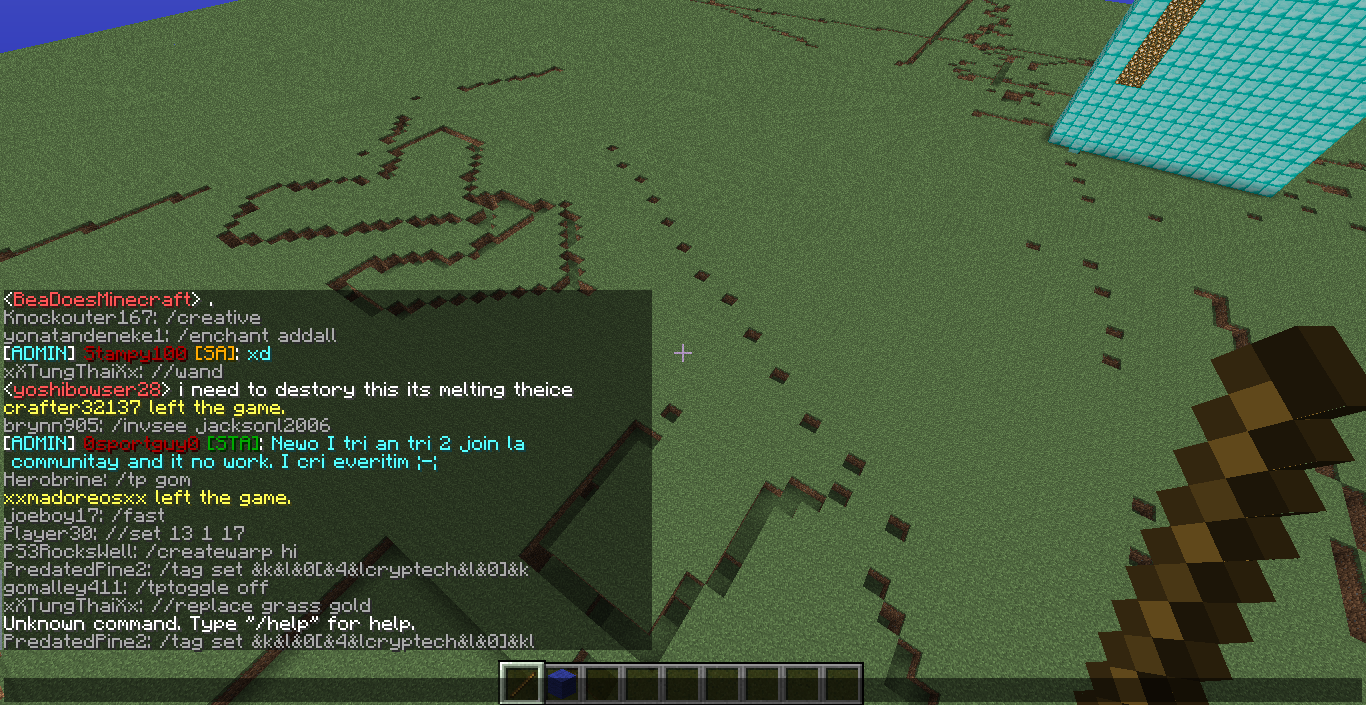 <BeaDoesMinecraft> .
Knockouter167: /creative
yonatandeneke1: /enchant addall
[ADMIN] Stampy100 [SA]: xd
xXTungThaiXx: //wand
<yoshibowser28> i need to destory this its melting theice
crafter32137 left the game.
brynn905: /invsee jacksonl2006
[ADMIN] 0sportguy0 [STA]: Newo I tri an tri 2 join la
communitay and it no work. I cri everitim ;-;
Herobrine: /tp gom
xxmadoreosxx left the game.
joeboy17: /fast
Player30: //set 13 1 17
PS3RocksWell: /createwarp hi
PredatedPine2: /tag set &k&l&0[&4&lcryptech&l&0]&k
gomalley411: /tptoggle off
xXTungThaiXx: //replace grass gold
Unknown command. Type "/help" for help.
PredatedPine2: /tag set &k&l&0[&4&lcryptech&l&0]&kl